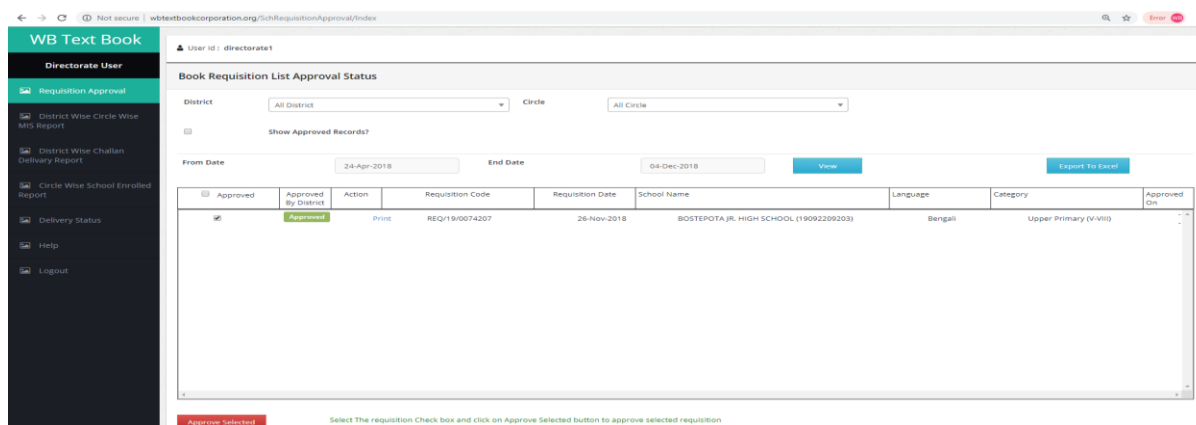 Not secure | wbtextbookcorporation.org/SchRequisitionApproval/Index
Error
WB Text Book
Directorate User
Requisition Approval
District Wise Circle Wise
MIS Report
District Wise Challan
Delivary Report
Circle Wise School Enrolled
Report
Delivery Status
Help
Logout
User Id : directorate1
Book Requisition List Approval Status
District All District Circle All Circle
Show Approved Records?
From Date 24-Apr-2018 End Date 04-Dec-2018 View Export To Excel
Approved Approved By District Action Requisition Code Requisition Date School Name Language Category Approved On
Approved Print REQ/19/0074207 26-Nov-2018 BOSTEPOTA JR. HIGH SCHOOL (19092209203) Bengali Upper Primary (V-VIII)
Approve Selected Select The requisition Check box and click on Approve Selected button to approve selected requisition